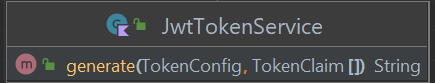 JwtTokenService
m generate(TokenConfig, TokenClaim[]) String